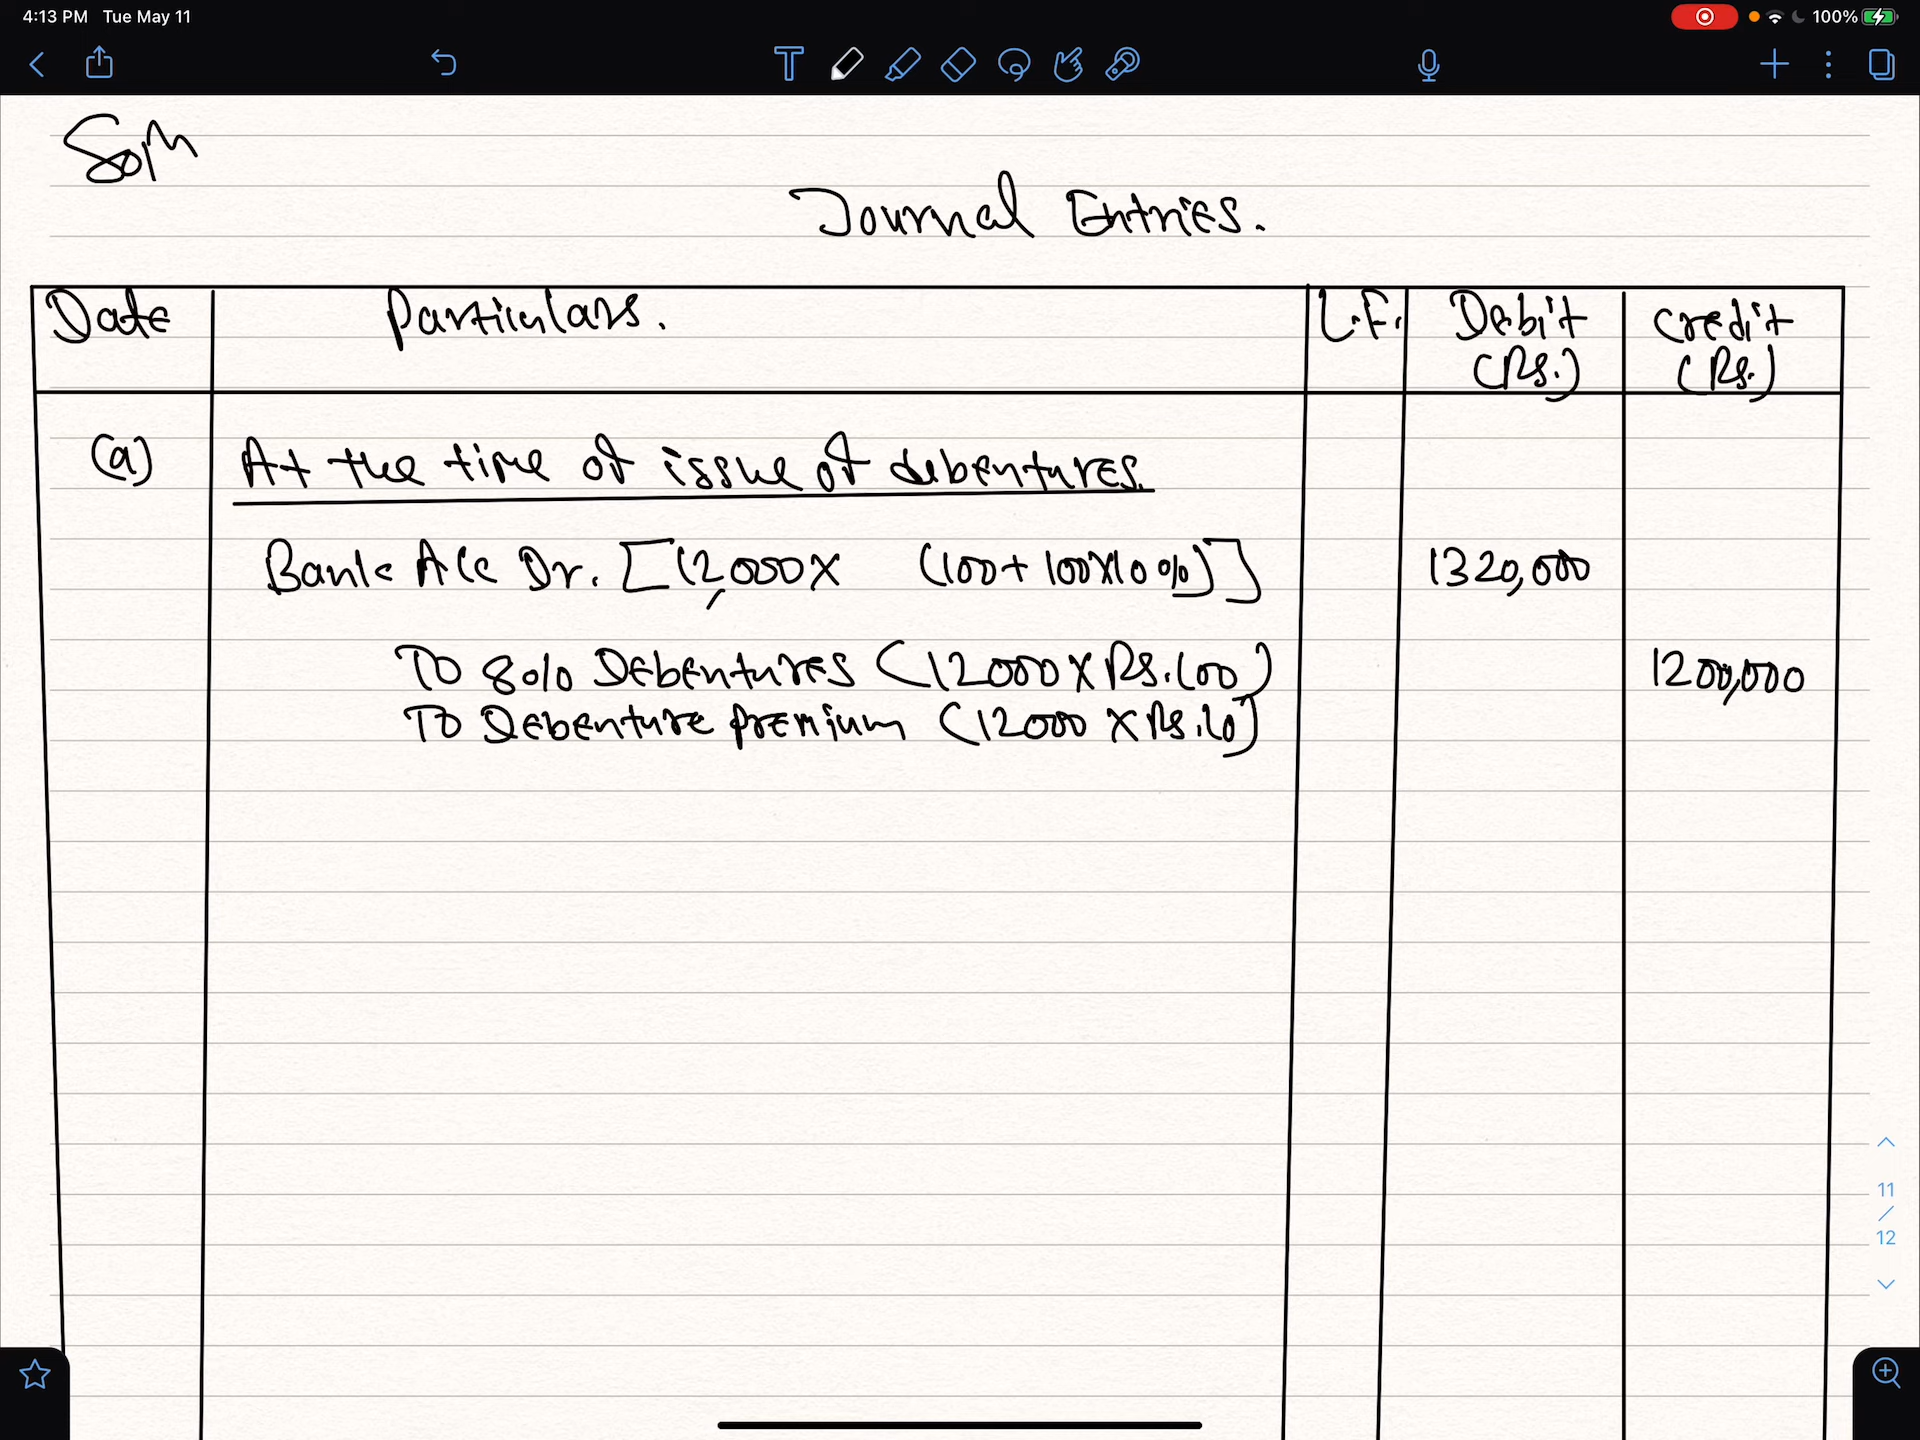 4:13 PM Tue May 11
100%
Soln
Journal Entries.
Date Particulars. L.F. Debit (Rs.) Credit (Rs.)
(a) At the time of issue of debentures.
Bank A/c Dr. [12,000 X (100 + 100X10%)] 1320,000
To 8% Debentures (12000 X Rs.100) 1200,000
To Debenture premium (12000 X Rs.10)
11
/
12